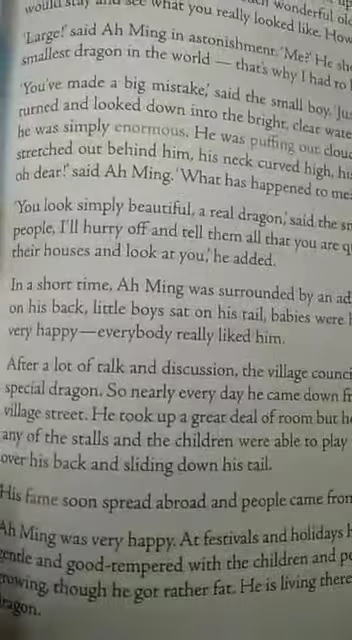 would stay and see what you really looked like. How
'Large!' said Ah Ming in astonishment. 'Me?' He
smallest dragon in the world — that's why I had to
'You've made a big mistake,' said the small boy.
turned and looked down into the bright, clear
he was simply enormous. He was puffing out
stretched out behind him, his neck curved high,
oh dear!' said Ah Ming. 'What has happened to
'You look simply beautiful, a real dragon,' said the
people, I'll hurry off and tell them all that you are
their houses and look at you,' he added.
In a short time, Ah Ming was surrounded by an
on his back, little boys sat on his tail, babies were
very happy—everybody really liked him.
After a lot of talk and discussion, the village
special dragon. So nearly every day he came down
village street. He took up a great deal of room but
any of the stalls and the children were able to play
over his back and sliding down his tail.
His fame soon spread abroad and people came from
Ah Ming was very happy. At festivals and holidays
gentle and good-tempered with the children and
growing, though he got rather fat. He is living there
dragon.